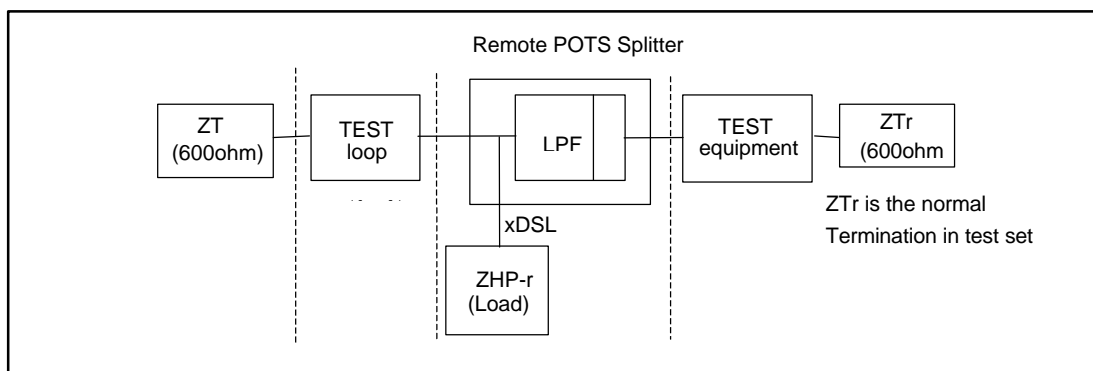 Remote POTS Splitter
ZT
(600ohm)
TEST
loop
LPF
TEST
equipment
ZTr
(600ohm
xDSL
ZHP-r
(Load)
ZTr is the normal
Termination in test set